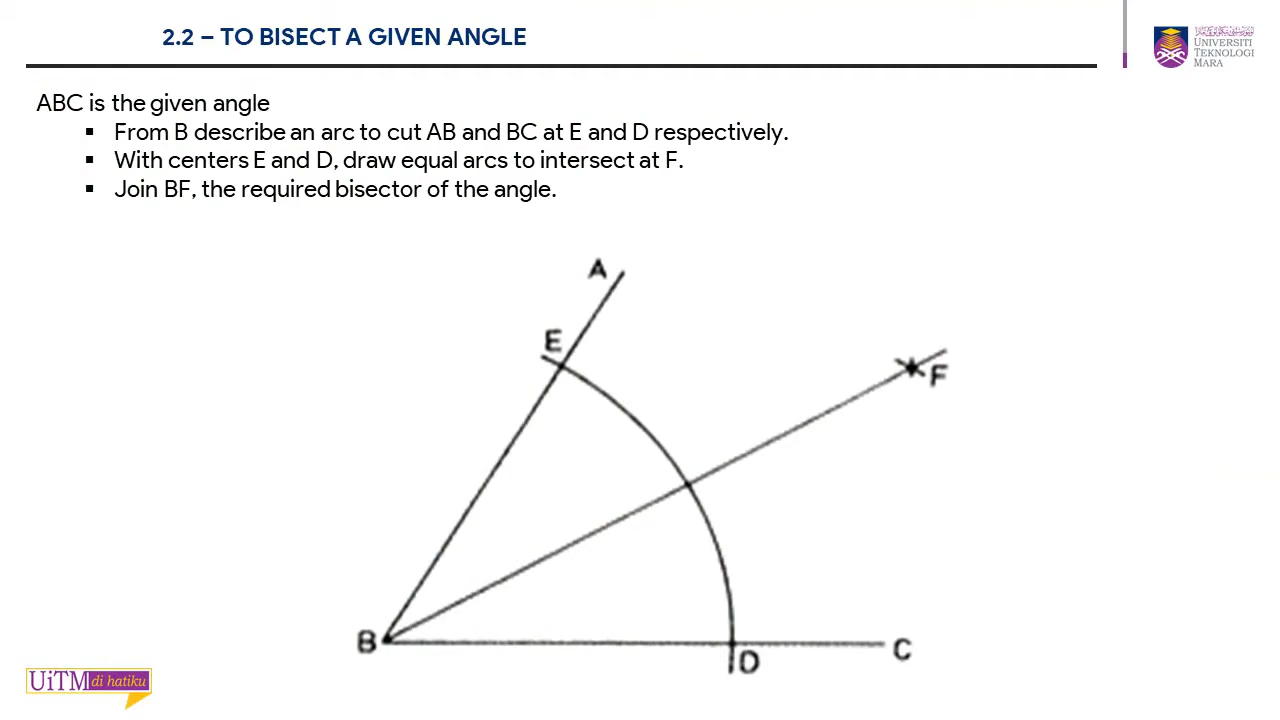 2.2 – TO BISECT A GIVEN ANGLE
UNIVERSITI
TEKNOLOGI
MARA
ABC is the given angle
▪ From B describe an arc to cut AB and BC at E and D respectively.
▪ With centers E and D, draw equal arcs to intersect at F.
▪ Join BF, the required bisector of the angle.
A
E
F
B
C
D
UiTM di hatiku